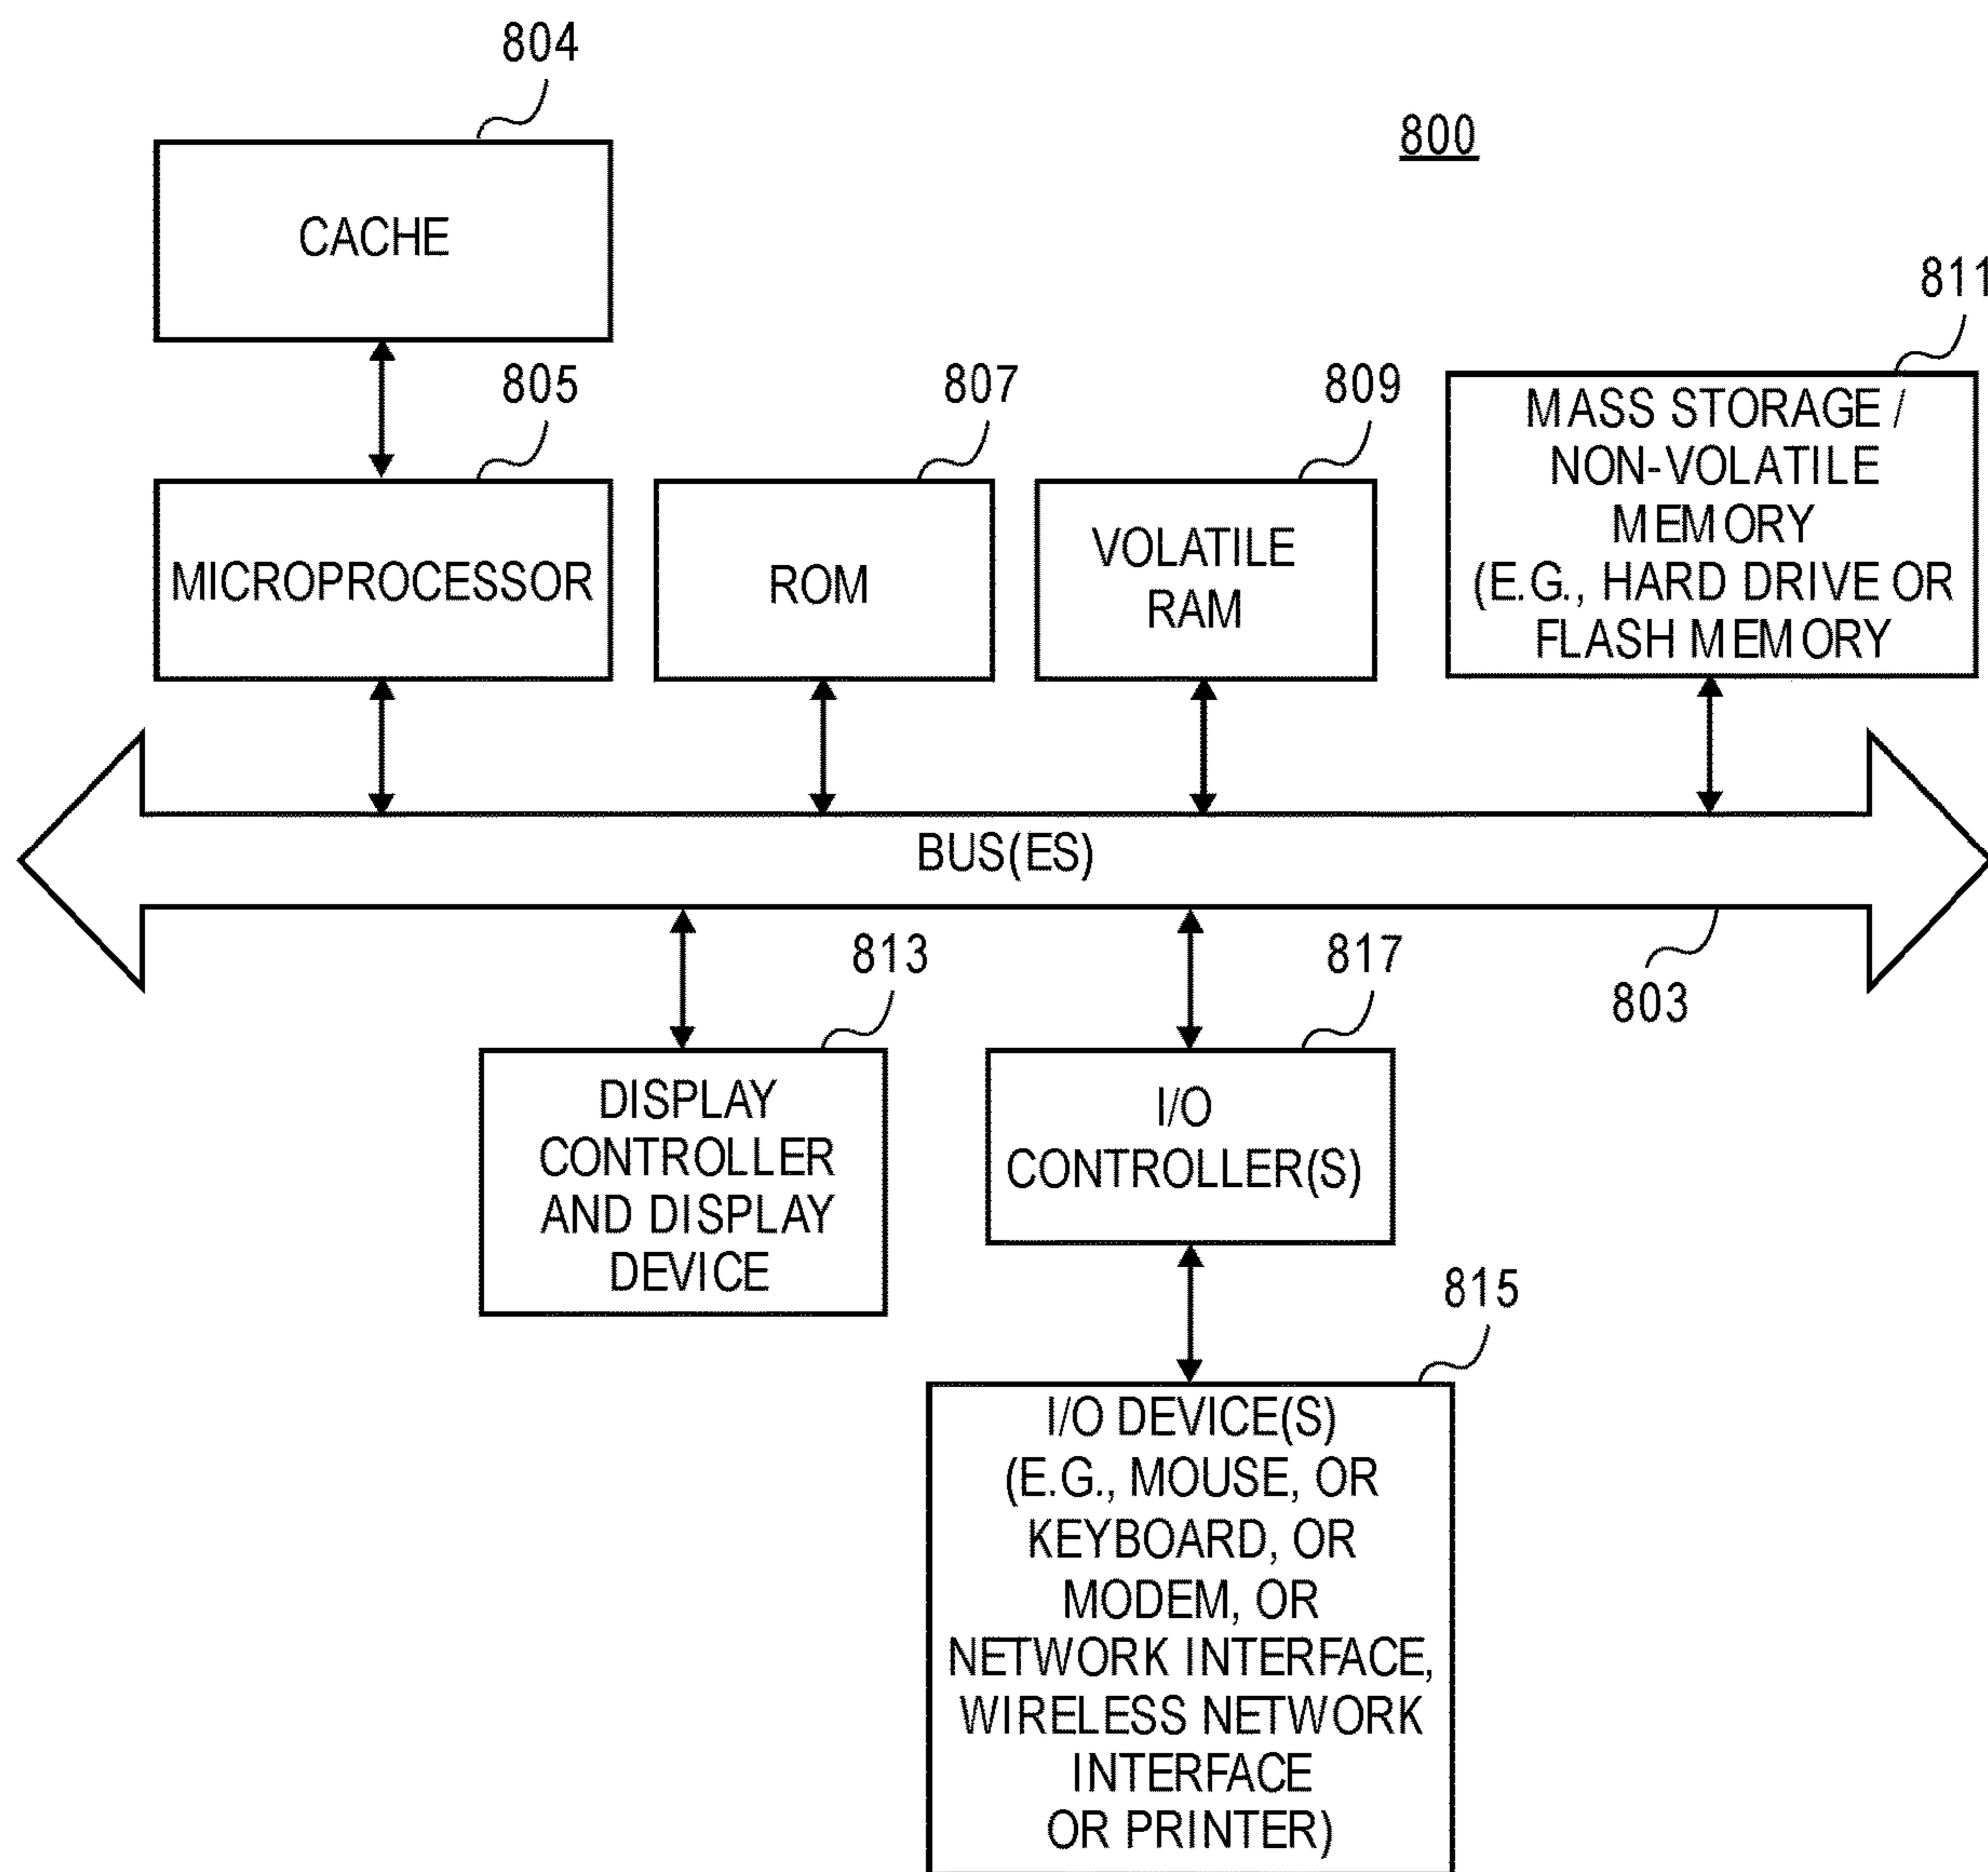 804
800
CACHE
811
805
807
809
MASS STORAGE /
NON-VOLATILE
MEMORY
(E.G., HARD DRIVE OR
FLASH MEMORY
MICROPROCESSOR
ROM
VOLATILE
RAM
BUS(ES)
813
817
803
DISPLAY
CONTROLLER
AND DISPLAY
DEVICE
I/O
CONTROLLER(S)
815
I/O DEVICE(S)
(E.G., MOUSE, OR
KEYBOARD, OR
MODEM, OR
NETWORK INTERFACE,
WIRELESS NETWORK
INTERFACE
OR PRINTER)